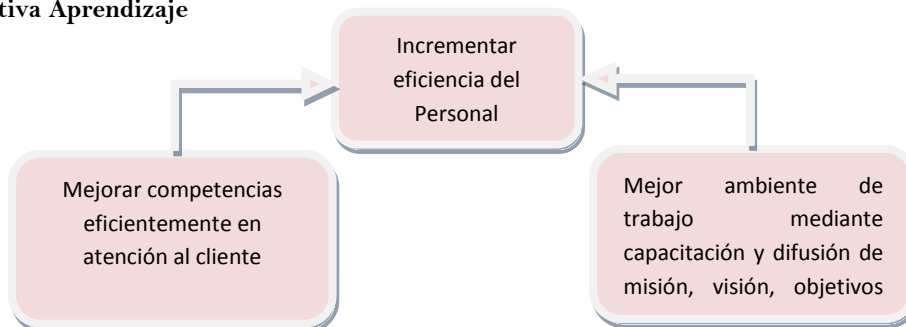 tiva Aprendizaje
Incrementar
eficiencia del
Personal
Mejorar competencias
eficientemente en
atención al cliente
Mejor ambiente de
trabajo mediante
capacitación y difusión de
misión, visión, objetivos